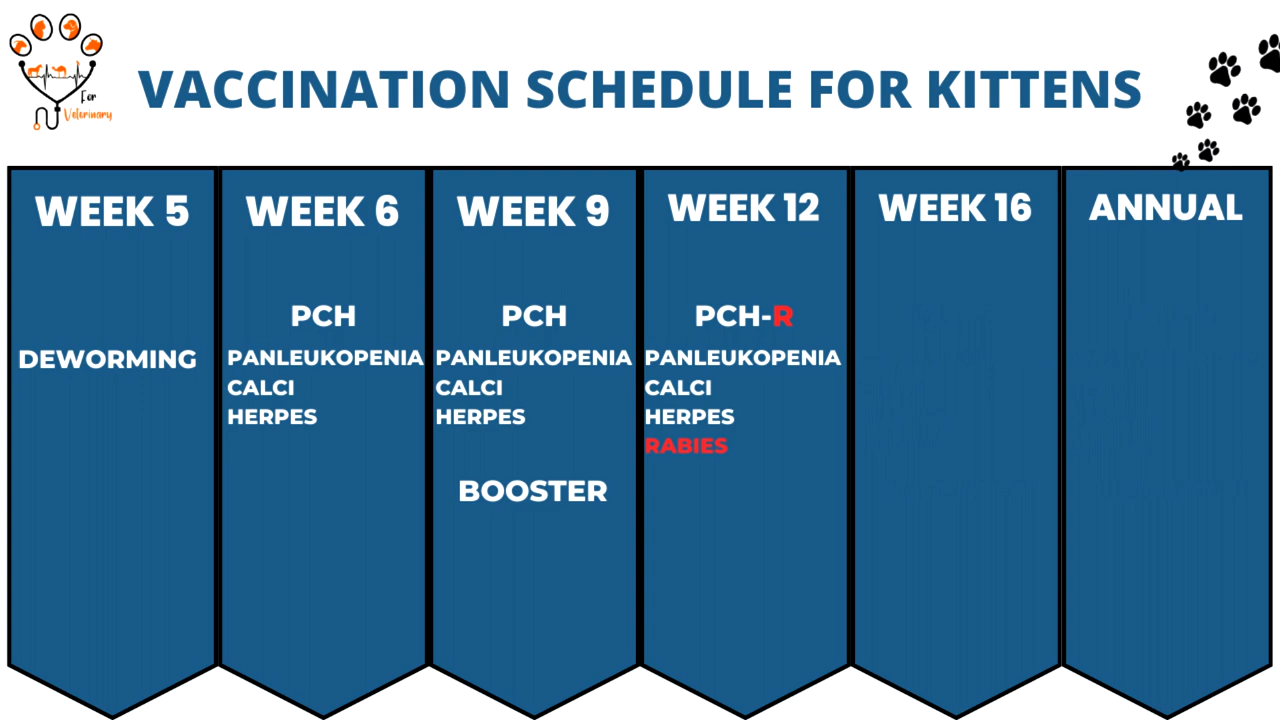 For
Veterinary
VACCINATION SCHEDULE FOR KITTENS
WEEK 5
DEWORMING
WEEK 6
PCH
PANLEUKOPENIA
CALCI
HERPES
WEEK 9
PCH
PANLEUKOPENIA
CALCI
HERPES
BOOSTER
WEEK 12
PCH-R
PANLEUKOPENIA
CALCI
HERPES
RABIES
WEEK 16
ANNUAL